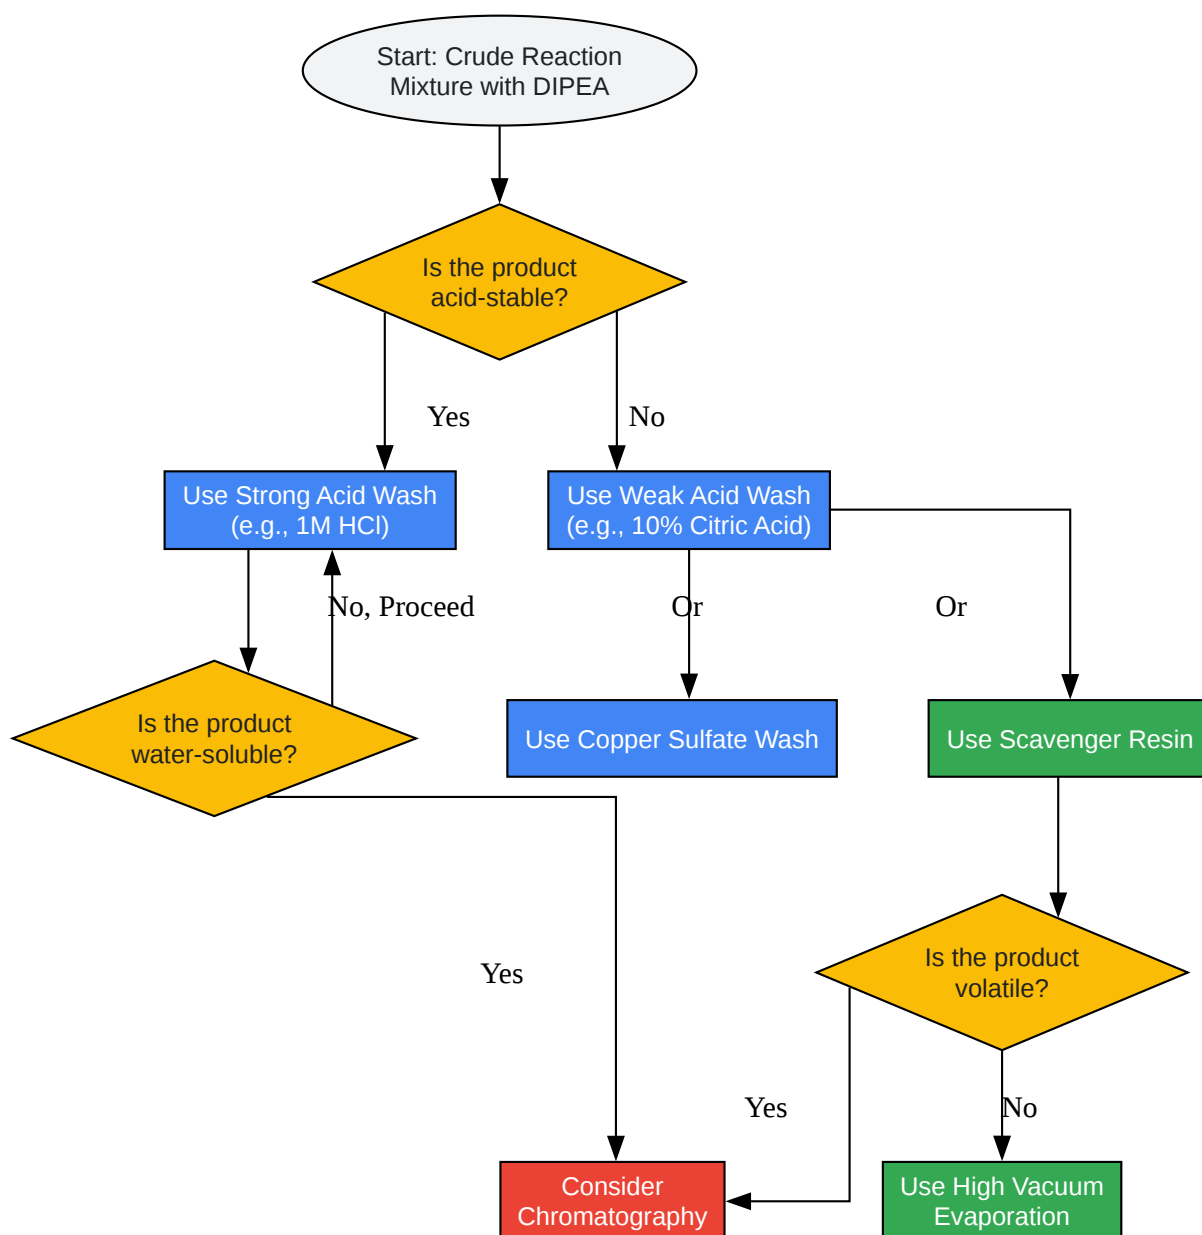 Start: Crude Reaction
Mixture with DIPEA
Is the product
acid-stable?
Yes
No
Use Strong Acid Wash
(e.g., 1M HCl)
Use Weak Acid Wash
(e.g., 10% Citric Acid)
No, Proceed
Or
Or
Is the product
water-soluble?
Use Copper Sulfate Wash
Use Scavenger Resin
Yes
Is the product
volatile?
Yes
No
Consider
Chromatography
Use High Vacuum
Evaporation